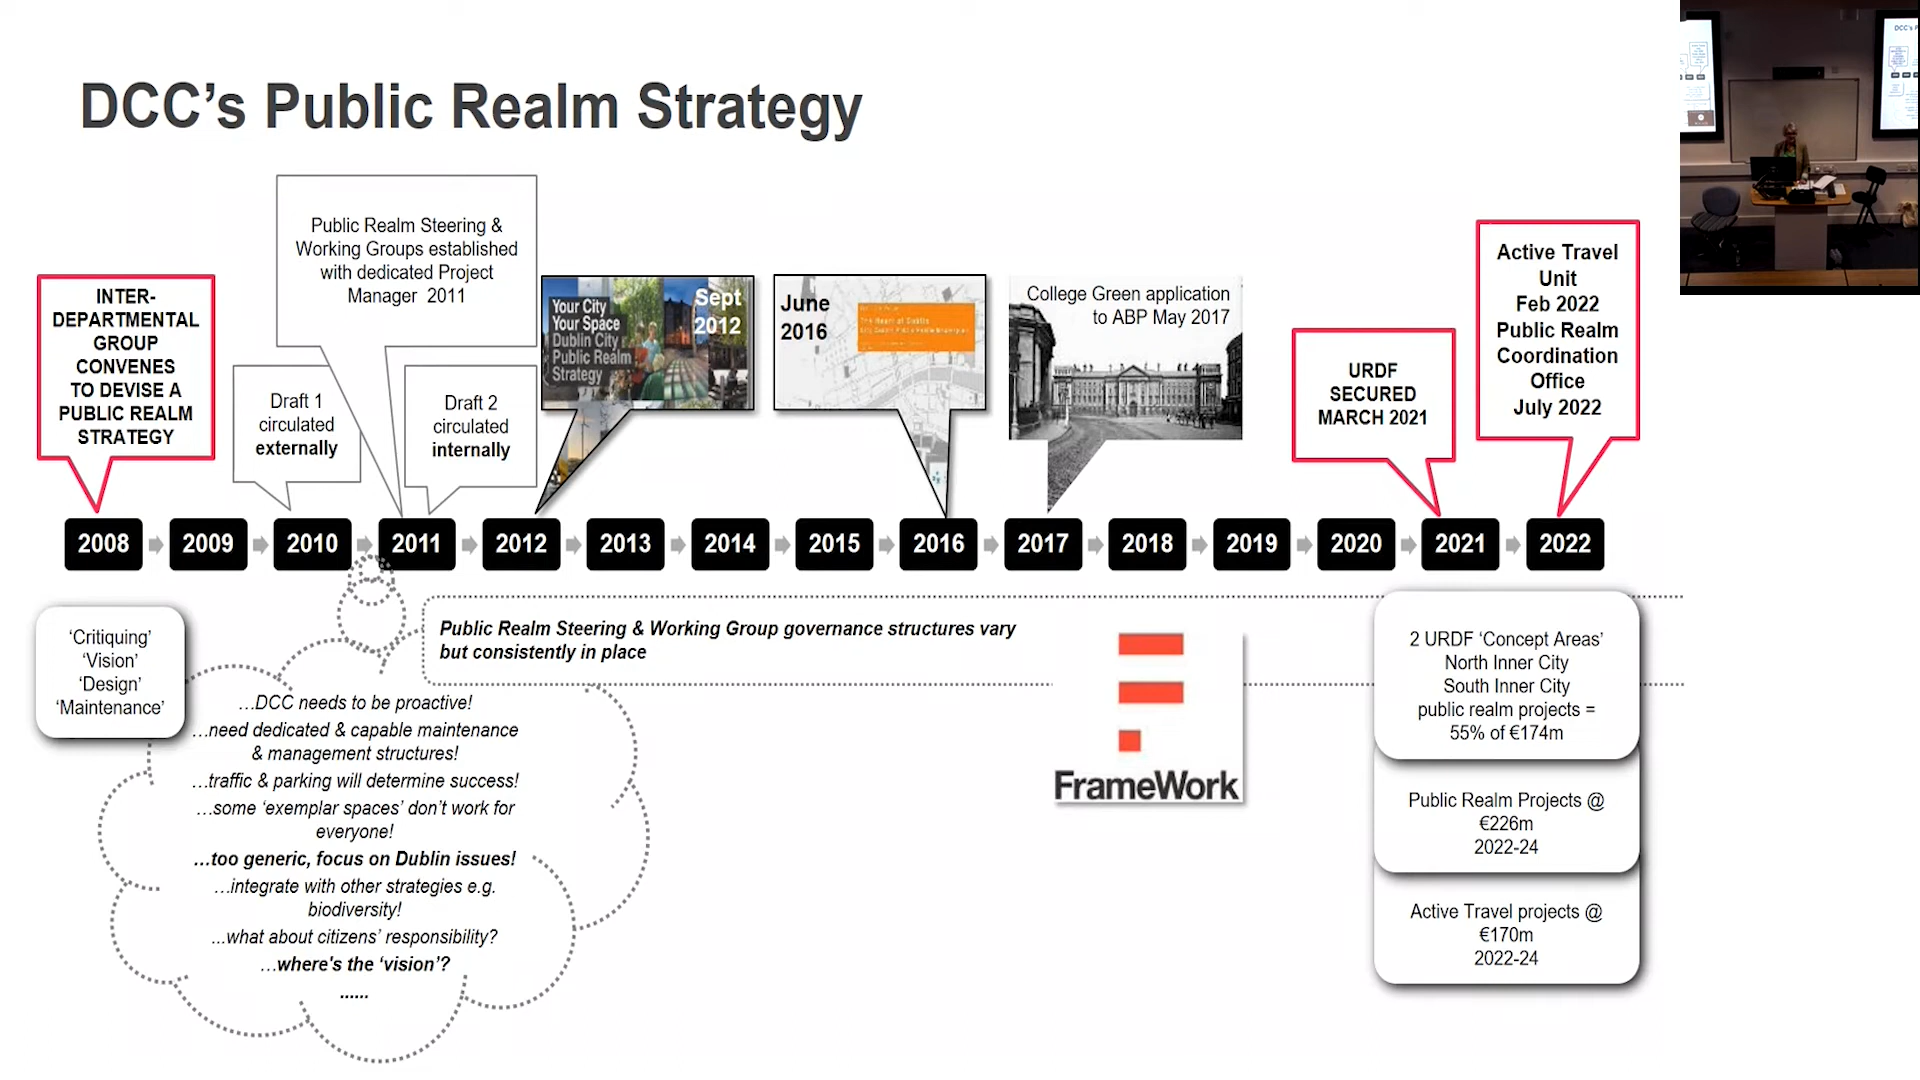 DCC's Public Realm Strategy
INTER-
DEPARTMENTAL
GROUP
CONVENES
TO DEVISE A
PUBLIC REALM
STRATEGY
Public Realm Steering &
Working Groups established
with dedicated Project
Manager 2011
Draft 1
circulated
externally
Draft 2
circulated
internally
Your City
Your Space
Dublin City
Public Realm
Strategy
Sept
2012
June
2016
The Heart of Dublin
College Green application
to ABP May 2017
URDF
SECURED
MARCH 2021
Active Travel
Unit
Feb 2022
Public Realm
Coordination
Office
July 2022
2008
2009
2010
2011
2012
2013
2014
2015
2016
2017
2018
2019
2020
2021
2022
‘Critiquing’
‘Vision’
‘Design’
‘Maintenance’
Public Realm Steering & Working Group governance structures vary
but consistently in place
…DCC needs to be proactive!
…need dedicated & capable maintenance
& management structures!
…traffic & parking will determine success!
…some ‘exemplar spaces’ don’t work for
everyone!
…too generic, focus on Dublin issues!
…integrate with other strategies e.g.
biodiversity!
...what about citizens’ responsibility?
…where's the ‘vision’?
......
FrameWork
2 URDF ‘Concept Areas’
North Inner City
South Inner City
public realm projects =
55% of €174m
Public Realm Projects @
€226m
2022-24
Active Travel projects @
€170m
2022-24